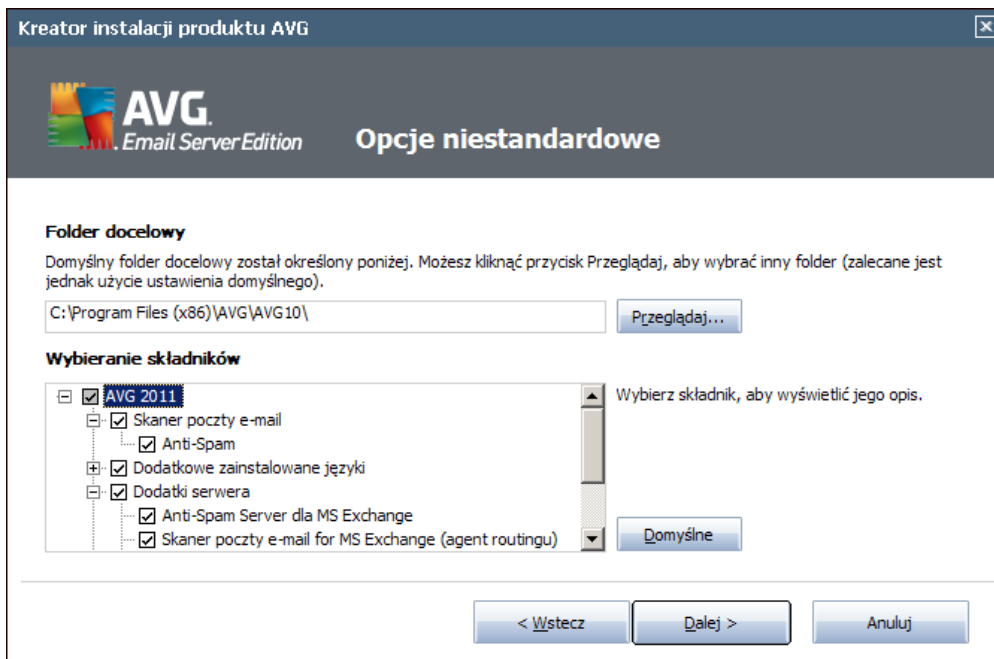 Kreator instalacji produktu AVG
AVG.
Email Server Edition
Opcje niestandardowe
Folder docelowy
Domyślny folder docelowy został określony poniżej. Możesz kliknąć przycisk Przeglądaj, aby wybrać inny folder (zalecane jest
jednak użycie ustawienia domyślnego).
C:\Program Files (x86)\AVG\AVG10\
Przeglądaj...
Wybieranie składników
AVG 2011
Skaner poczty e-mail
Anti-Spam
Dodatkowe zainstalowane języki
Dodatki serwera
Anti-Spam Server dla MS Exchange
Skaner poczty e-mail for MS Exchange (agent routingu)
Wybierz składnik, aby wyświetlić jego opis.
Domyślne
< Wstecz
Dalej >
Anuluj